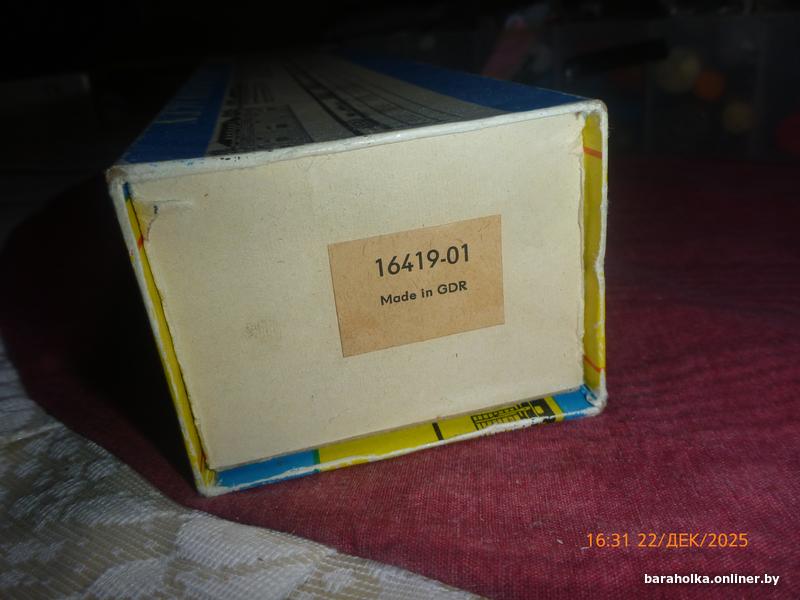 16419-01
Made in GDR
16:31 22/ДЕК/2025
baraholka.onliner.by